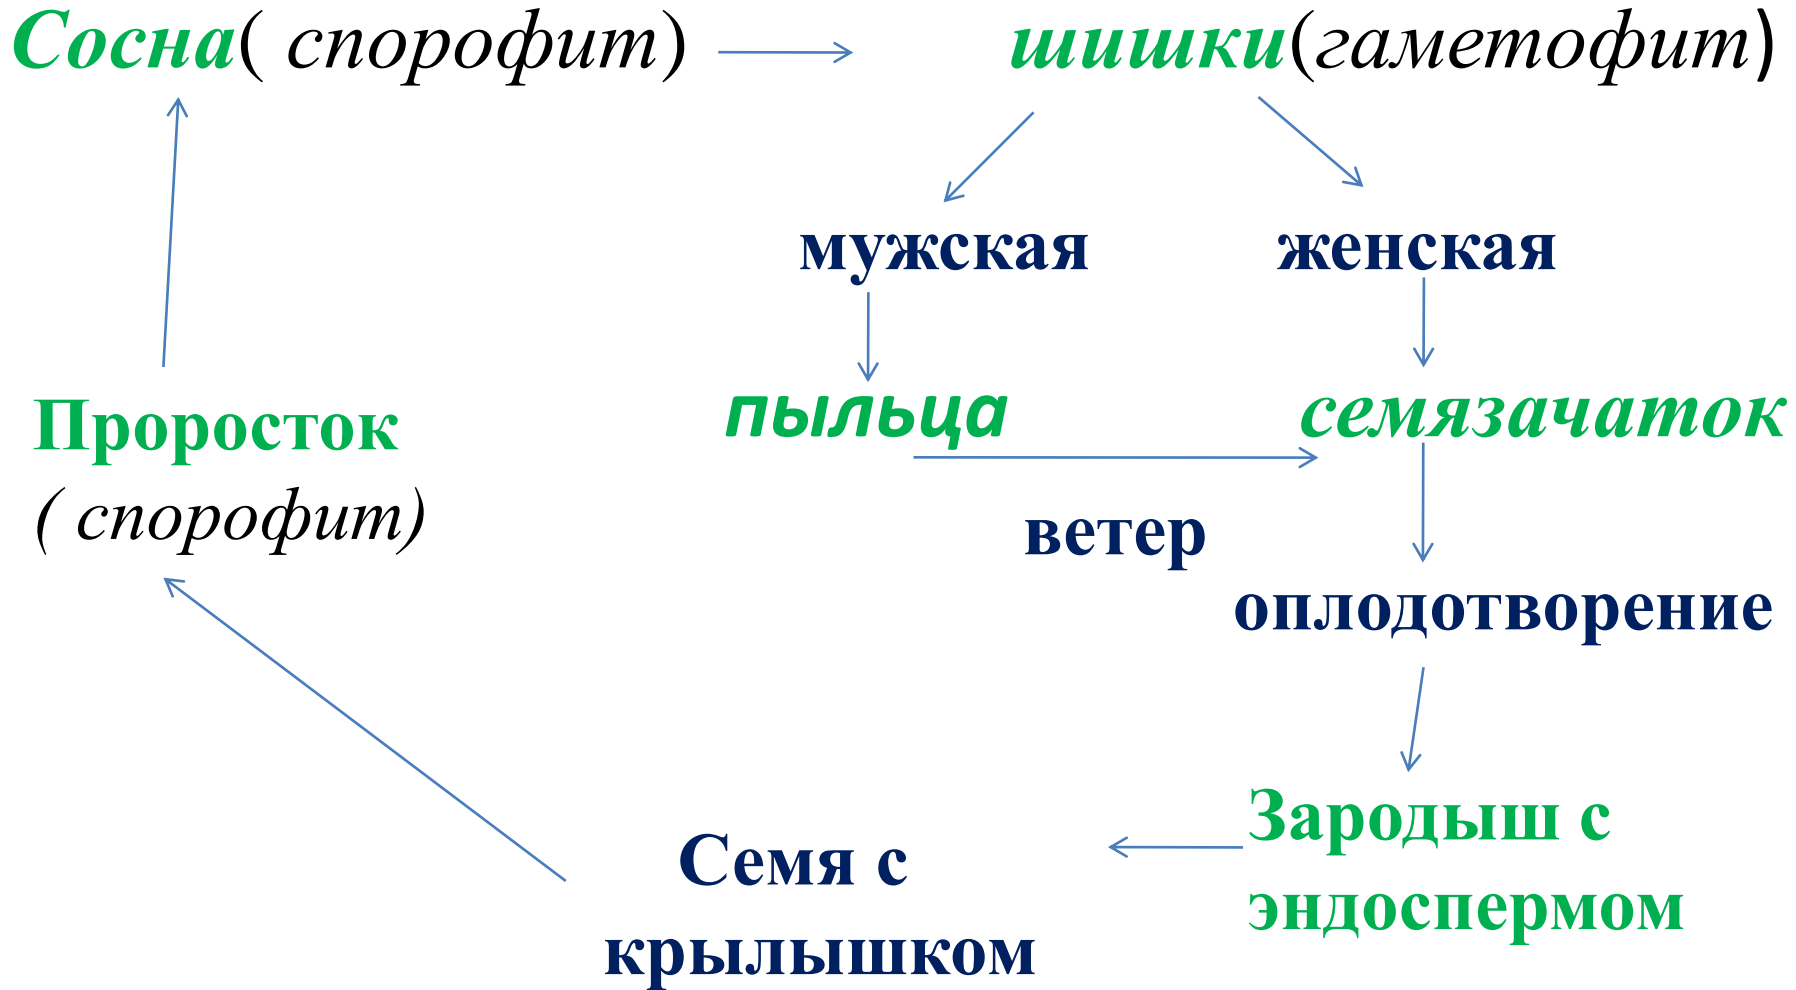 Сосна( спорофит)
шишки(гаметофит)
мужская
женская
пыльца
семязачаток
ветер
оплодотворение
Зародыш с
эндоспермом
Семя с
крылышком
Проросток
( спорофит)